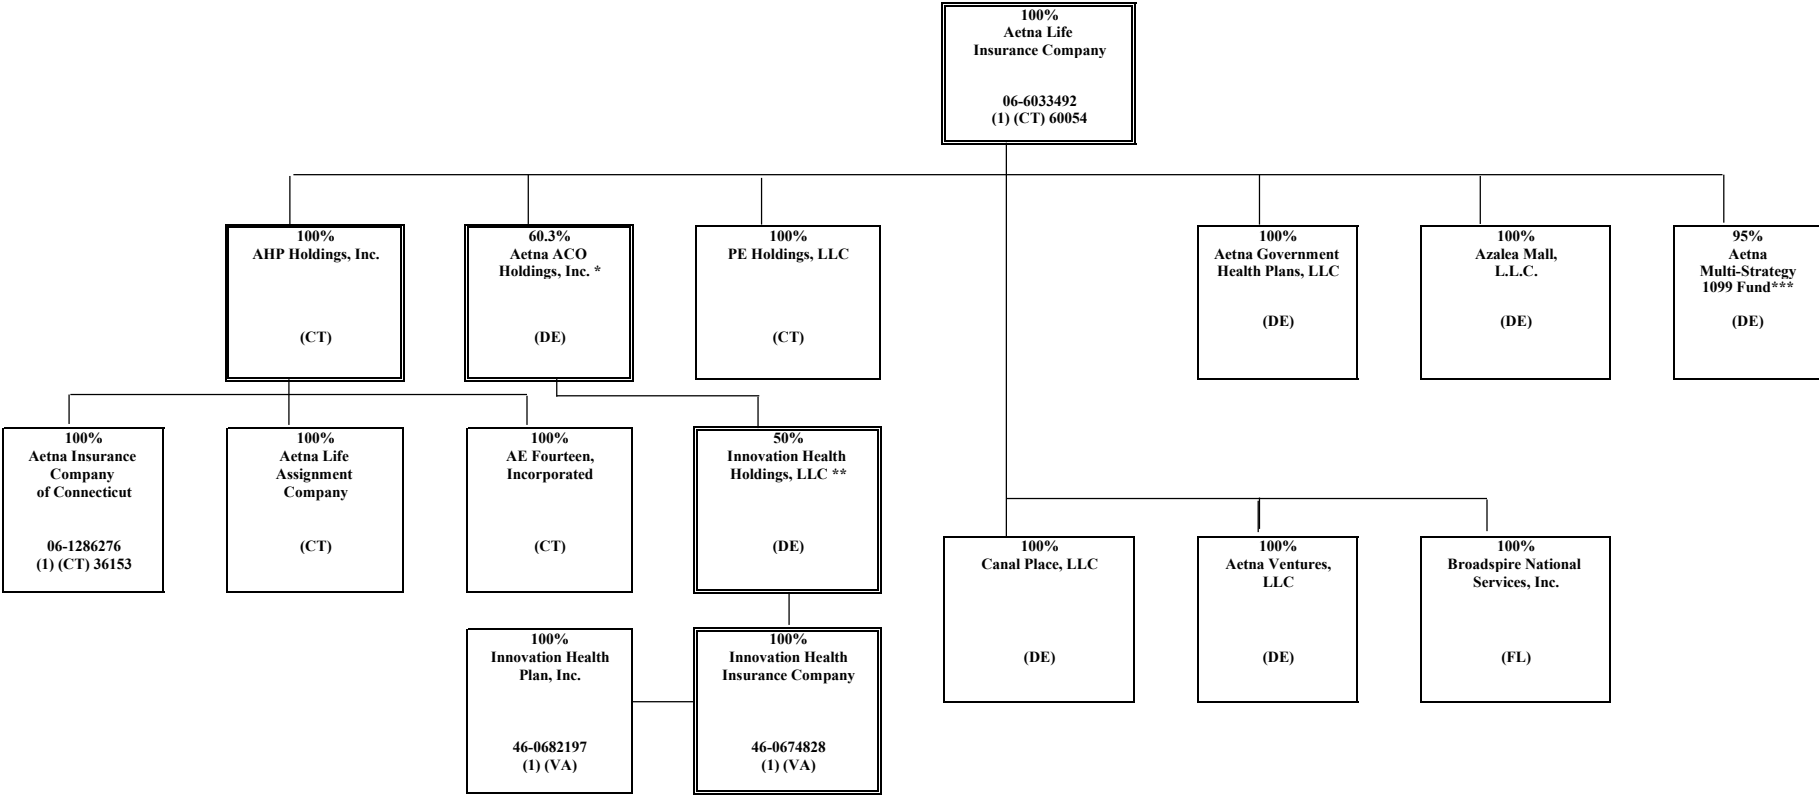 100%
Aetna Life
Insurance Company
06-6033492
(1) (CT) 60054
100%
AHP Holdings, Inc.
(CT)
60.3%
Aetna ACO
Holdings, Inc. *
(DE)
100%
PE Holdings, LLC
(CT)
100%
Aetna Government
Health Plans, LLC
(DE)
100%
Azalea Mall,
L.L.C.
(DE)
95%
Aetna
Multi-Strategy
1099 Fund***
(DE)
100%
Aetna Insurance
Company
of Connecticut
06-1286276
(1) (CT) 36153
100%
Aetna Life
Assignment
Company
(CT)
100%
AE Fourteen,
Incorporated
(CT)
50%
Innovation Health
Holdings, LLC **
(DE)
100%
Canal Place, LLC
(DE)
100%
Aetna Ventures,
LLC
(DE)
100%
Broadspire National
Services, Inc.
(FL)
100%
Innovation Health
Plan, Inc.
46-0682197
(1) (VA)
100%
Innovation Health
Insurance Company
46-0674828
(1) (VA)